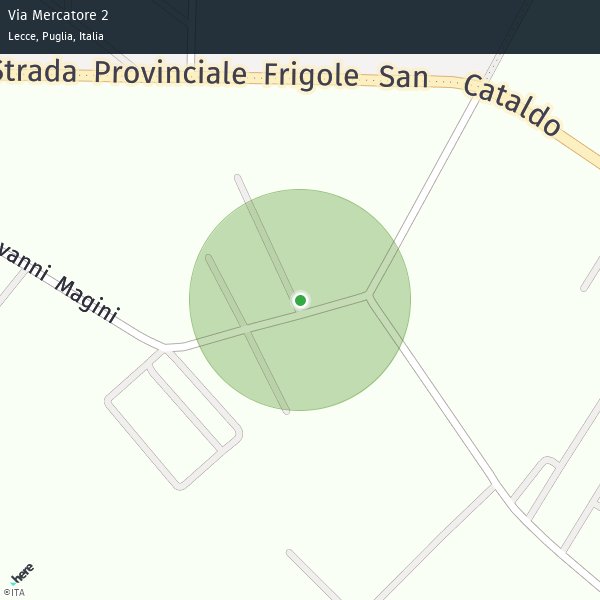 Via Mercatore 2
Lecce, Puglia, Italia
Strada Provinciale Frigole San Cataldo
vanni Magini
here
©ITA